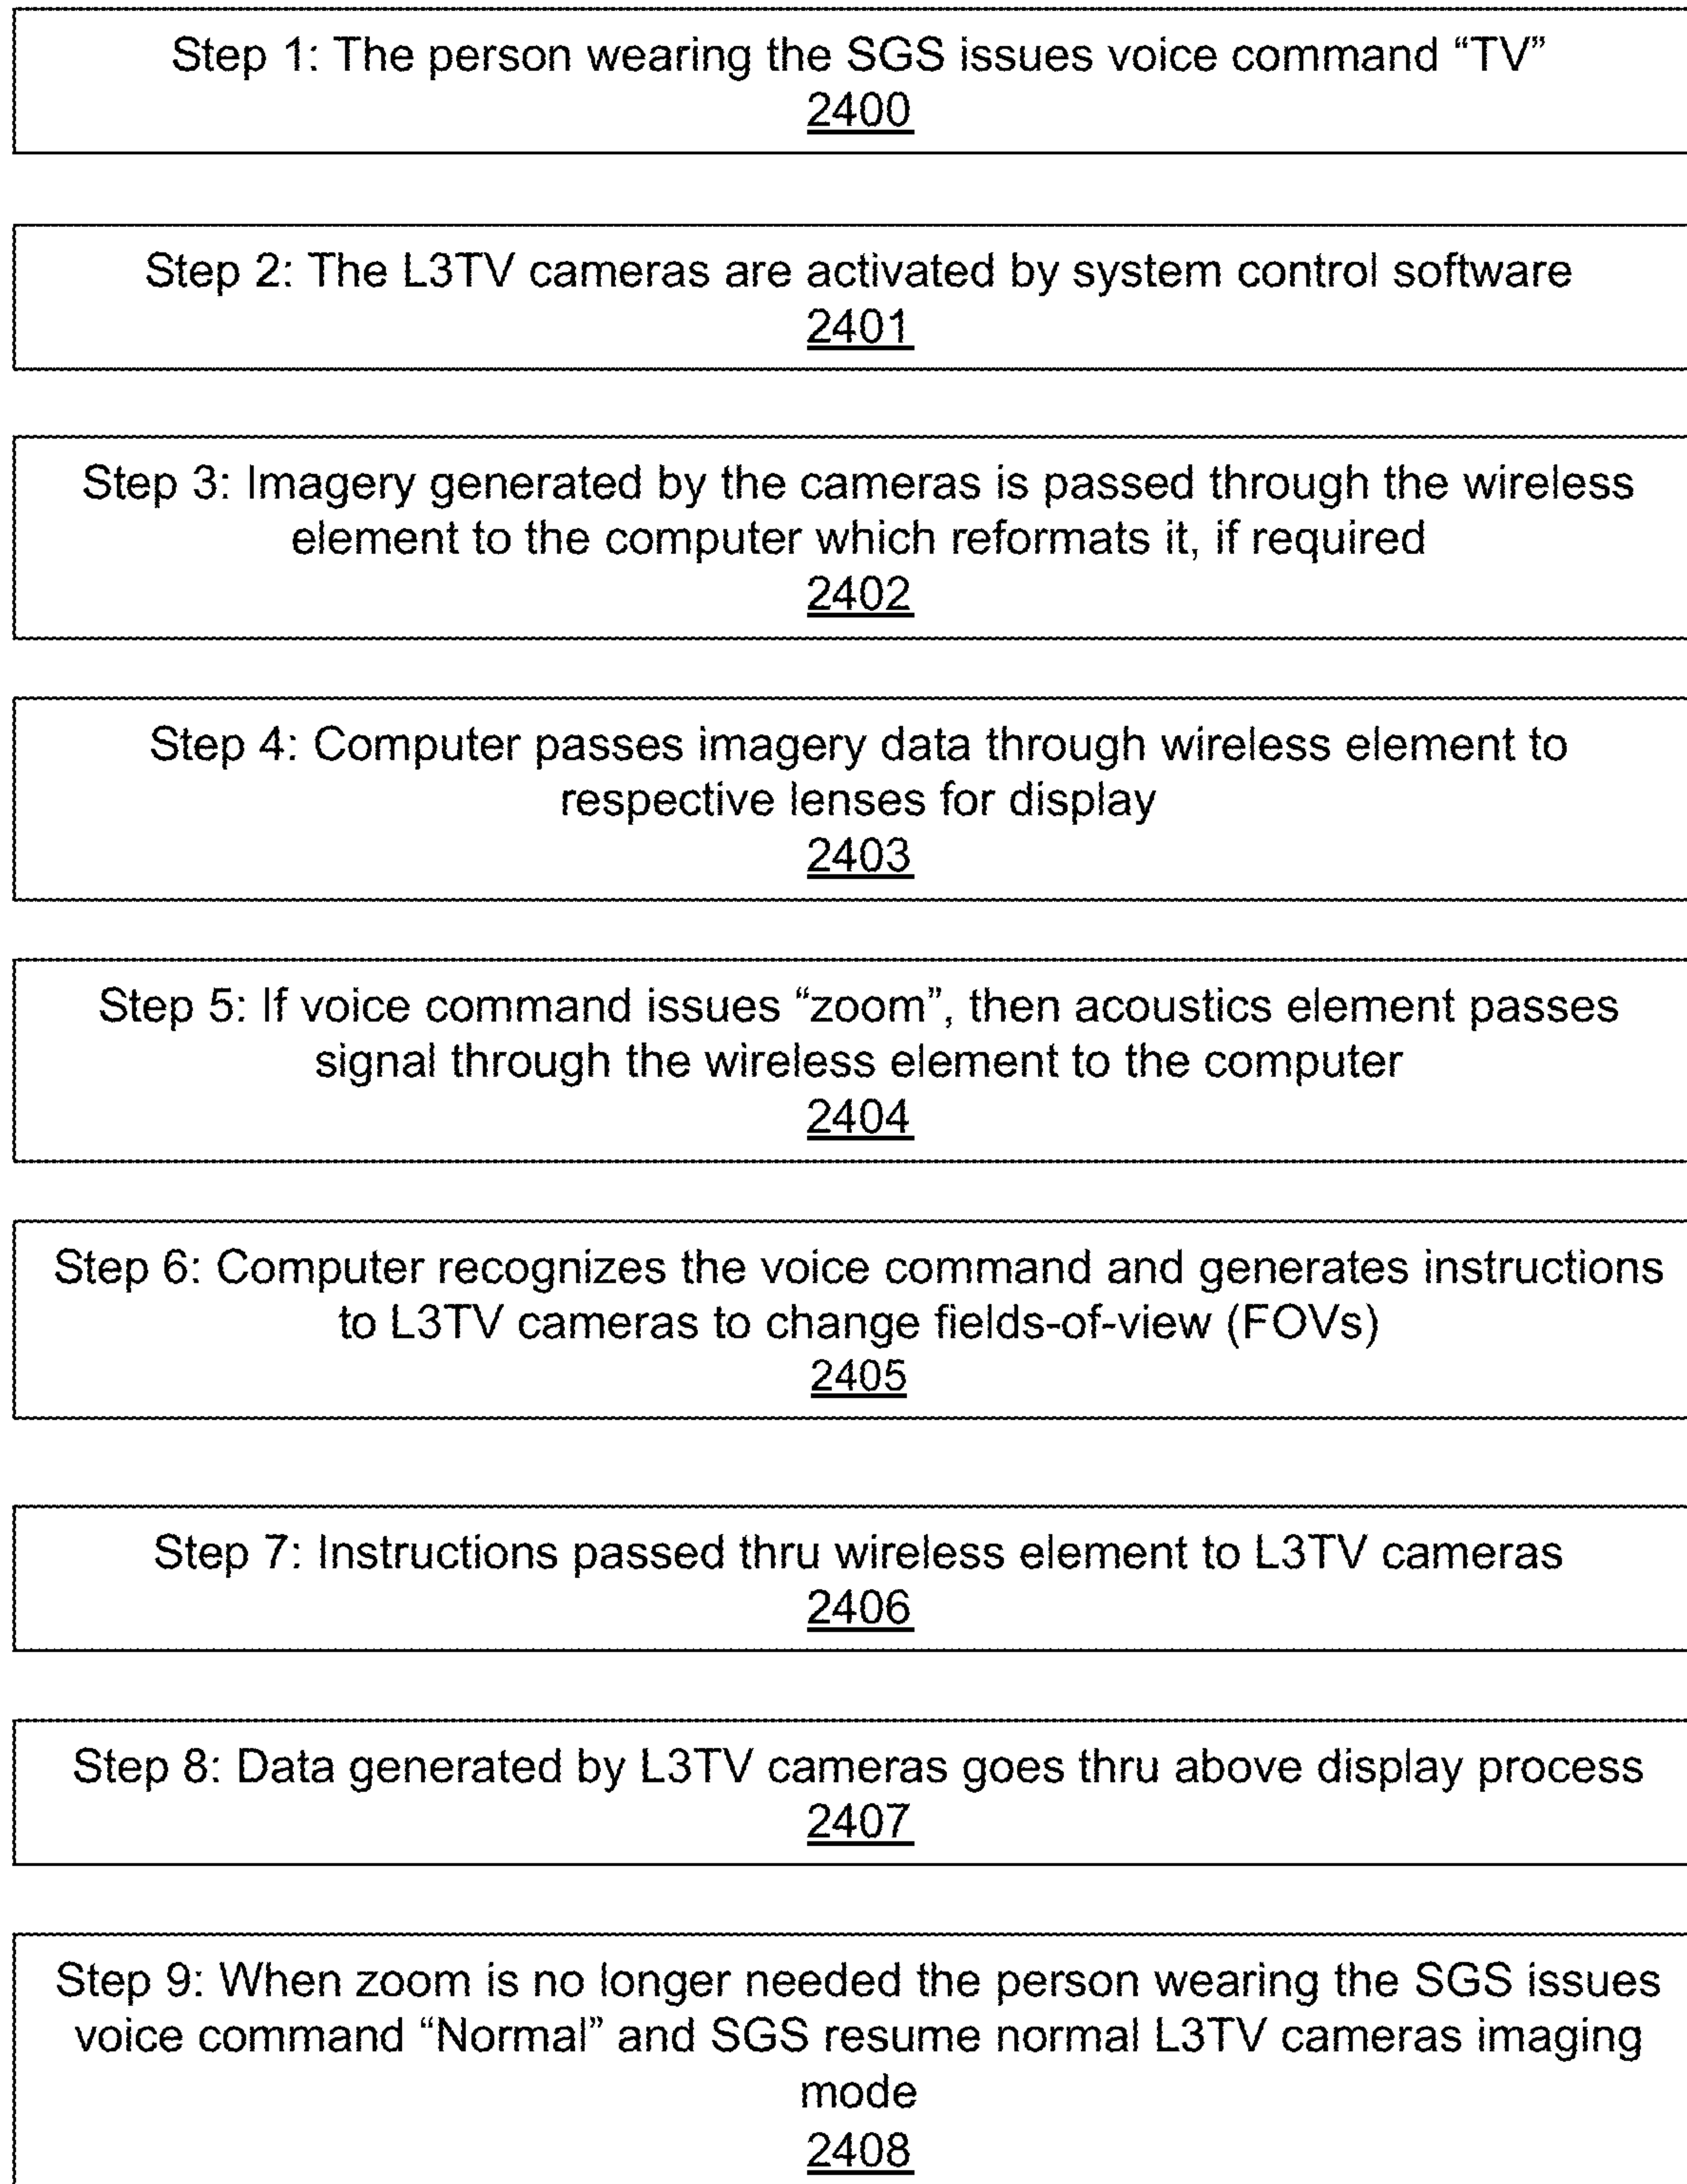 Step 1: The person wearing the SGS issues voice command “TV”
2400
Step 2: The L3TV cameras are activated by system control software
2401
Step 3: Imagery generated by the cameras is passed through the wireless
element to the computer which reformats it, if required
2402
Step 4: Computer passes imagery data through wireless element to
respective lenses for display
2403
Step 5: If voice command issues “zoom”, then acoustics element passes
signal through the wireless element to the computer
2404
Step 6: Computer recognizes the voice command and generates instructions
to L3TV cameras to change fields-of-view (FOVs)
2405
Step 7: Instructions passed thru wireless element to L3TV cameras
2406
Step 8: Data generated by L3TV cameras goes thru above display process
2407
Step 9: When zoom is no longer needed the person wearing the SGS issues
voice command “Normal” and SGS resume normal L3TV cameras imaging
mode
2408